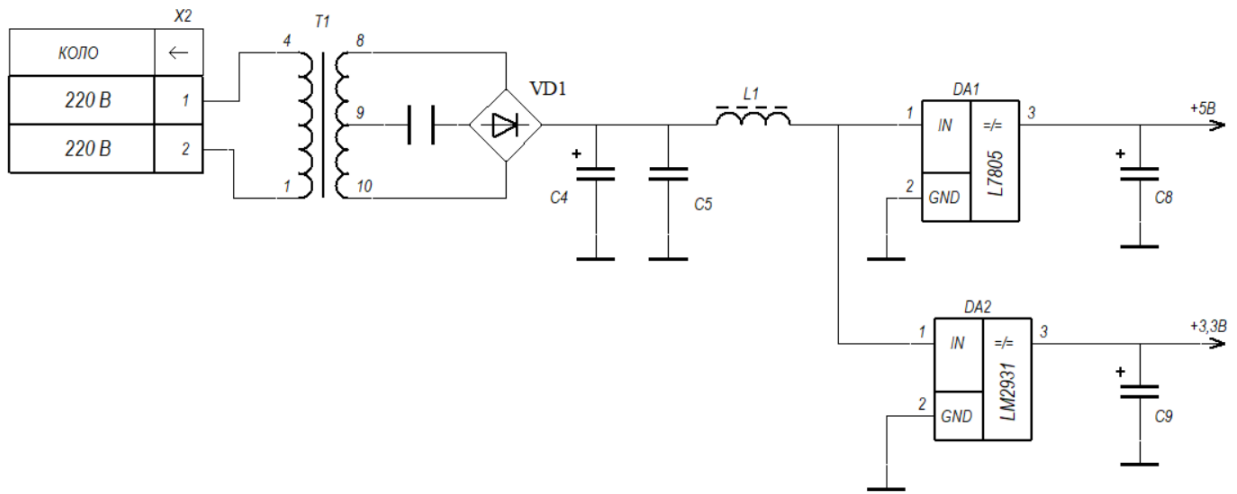 X2
КОЛО ←
220 В 1
220 В 2
T1
4
1
8
9
10
VD1
C4
C5
L1
DA1
1 IN =/= 3
2 GND
L7805
+5В
+
C8
+
DA2
1 IN =/= 3
2 GND
LM2931
+3,3В
+
C9